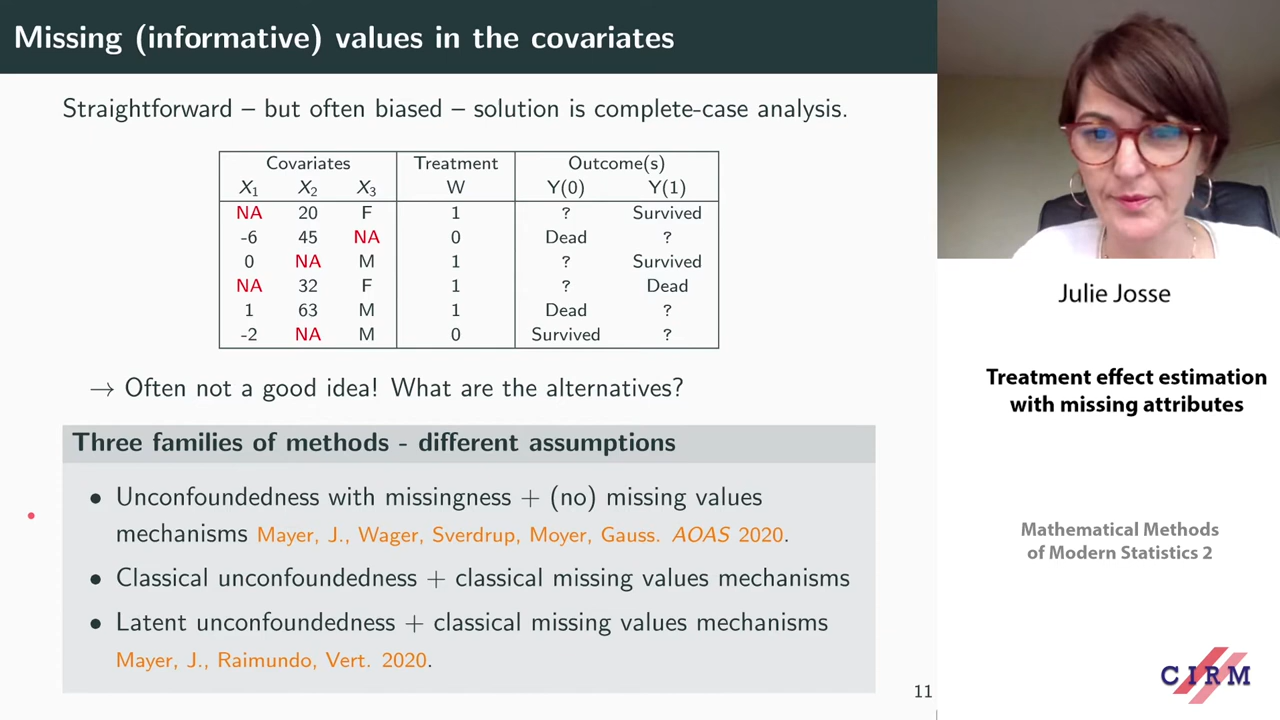 Missing (informative) values in the covariates
Straightforward – but often biased – solution is complete-case analysis.
Covariates Treatment Outcome(s)
X1 X2 X3 W Y(0) Y(1)
NA 20 F 1 ? Survived
-6 45 NA 0 Dead ?
0 NA M 1 ? Survived
NA 32 F 1 ? Dead
1 63 M 1 Dead ?
-2 NA M 0 Survived ?
→ Often not a good idea! What are the alternatives?
Three families of methods - different assumptions
• Unconfoundedness with missingness + (no) missing values
mechanisms Mayer, J., Wager, Sverdrup, Moyer, Gauss. AOAS 2020.
• Classical unconfoundedness + classical missing values mechanisms
• Latent unconfoundedness + classical missing values mechanisms
Mayer, J., Raimundo, Vert. 2020.
11
Julie Josse
Treatment effect estimation
with missing attributes
Mathematical Methods
of Modern Statistics 2
CIRM